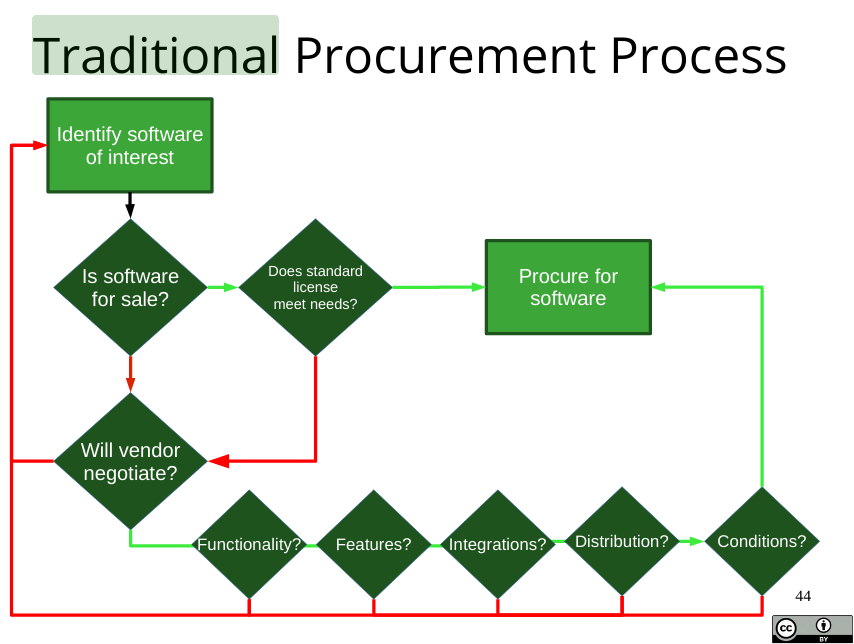 Traditional Procurement Process
Identify software
of interest
Is software
for sale?
Does standard
license
meet needs?
Procure for
software
Will vendor
negotiate?
Functionality?
Features?
Integrations?
Distribution?
Conditions?
44
cc
BY